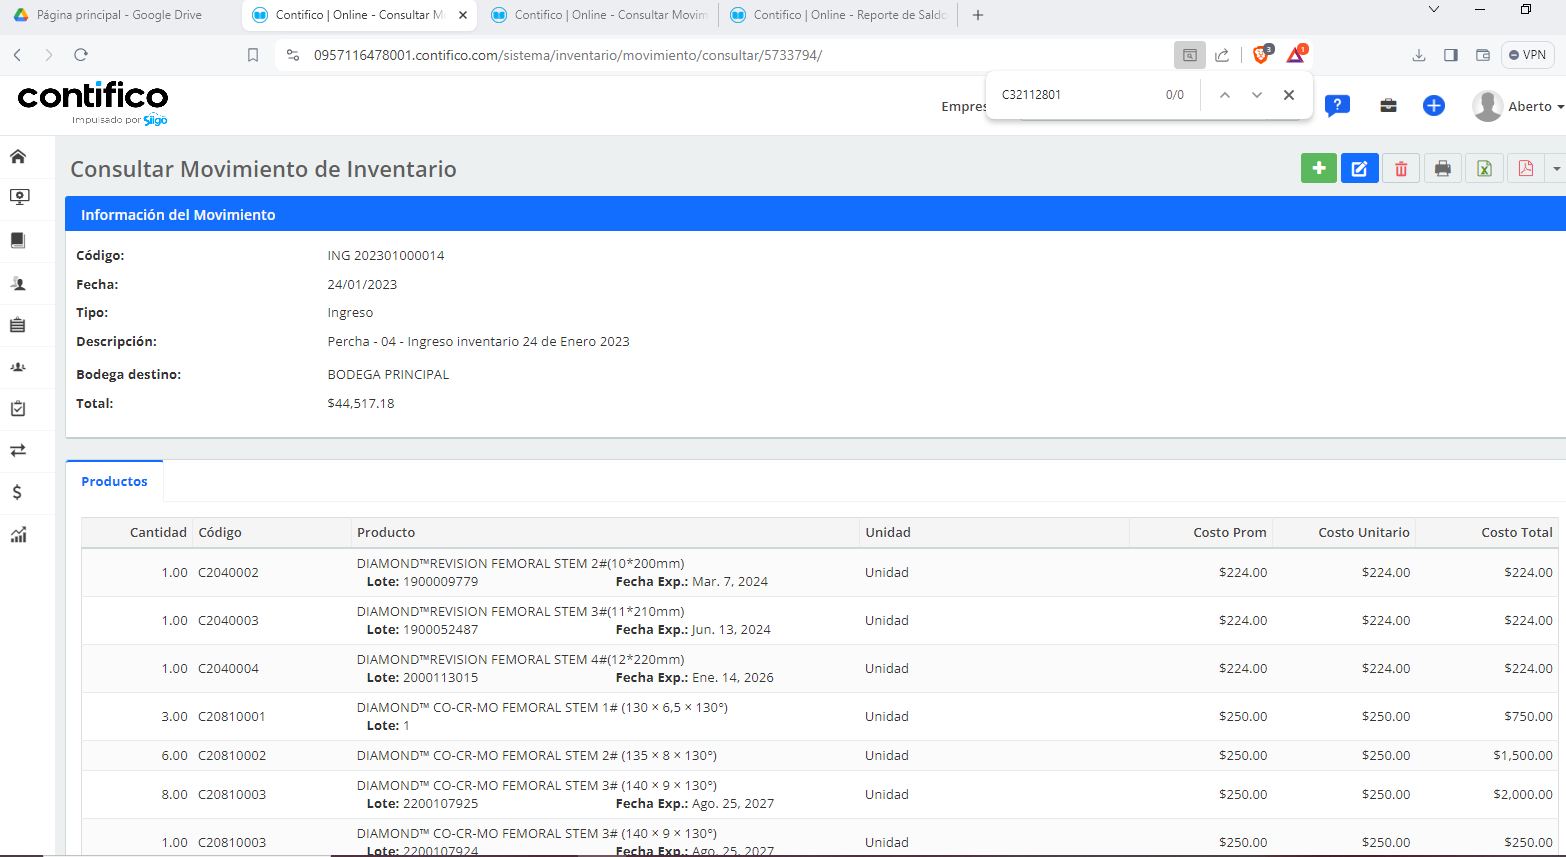 Página principal - Google Drive
Contifico | Online - Consultar M
Contifico | Online - Consultar Movim
Contifico | Online - Reporte de Saldo
0957116478001.contifico.com/sistema/inventario/movimiento/consultar/5733794/
3
1
VPN
C32112801
0/0
contífico
Impulsado por Siigo
Empres
?
Aberto
Consultar Movimiento de Inventario
Información del Movimiento
Código: ING 202301000014
Fecha: 24/01/2023
Tipo: Ingreso
Descripción: Percha - 04 - Ingreso inventario 24 de Enero 2023
Bodega destino: BODEGA PRINCIPAL
Total: $44,517.18
Productos
Cantidad Código Producto Unidad Costo Prom Costo Unitario Costo Total
1.00 C2040002 DIAMOND™REVISION FEMORAL STEM 2#(10*200mm) Unidad $224.00 $224.00 $224.00
Lote: 1900009779 Fecha Exp.: Mar. 7, 2024
1.00 C2040003 DIAMOND™REVISION FEMORAL STEM 3#(11*210mm) Unidad $224.00 $224.00 $224.00
Lote: 1900052487 Fecha Exp.: Jun. 13, 2024
1.00 C2040004 DIAMOND™REVISION FEMORAL STEM 4#(12*220mm) Unidad $224.00 $224.00 $224.00
Lote: 2000113015 Fecha Exp.: Ene. 14, 2026
3.00 C20810001 DIAMOND™ CO-CR-MO FEMORAL STEM 1# (130 × 6,5 × 130°) Unidad $250.00 $250.00 $750.00
Lote: 1
6.00 C20810002 DIAMOND™ CO-CR-MO FEMORAL STEM 2# (135 × 8 × 130°) Unidad $250.00 $250.00 $1,500.00
8.00 C20810003 DIAMOND™ CO-CR-MO FEMORAL STEM 3# (140 × 9 × 130°) Unidad $250.00 $250.00 $2,000.00
Lote: 2200107925 Fecha Exp.: Ago. 25, 2027
1.00 C20810003 DIAMOND™ CO-CR-MO FEMORAL STEM 3# (140 × 9 × 130°) Unidad $250.00 $250.00 $250.00
Lote: 2200107924 Fecha Exp.: Ago. 25, 2027